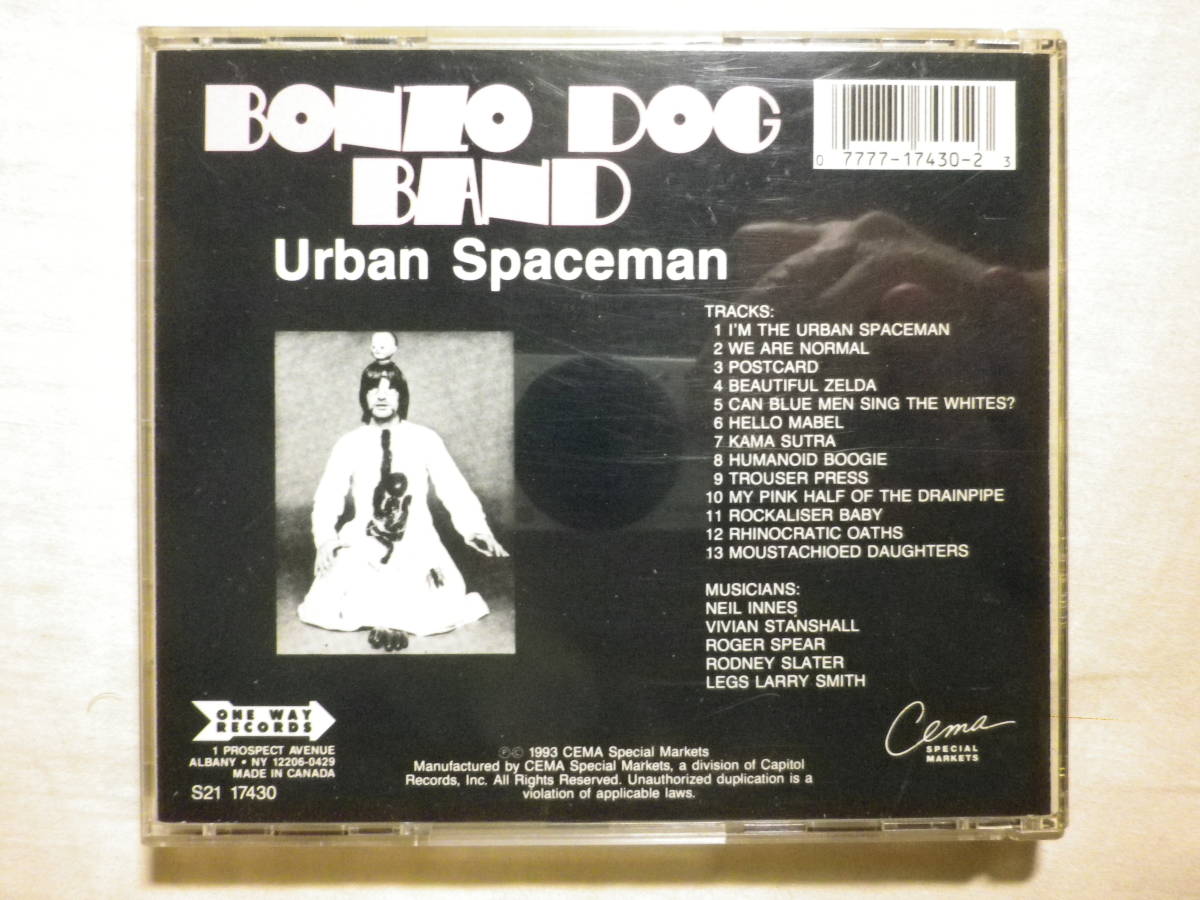 BONZO DOG
BAND
Urban Spaceman
0 7777-17430-2 3
TRACKS:
1 I'M THE URBAN SPACEMAN
2 WE ARE NORMAL
3 POSTCARD
4 BEAUTIFUL ZELDA
5 CAN BLUE MEN SING THE WHITES?
6 HELLO MABEL
7 KAMA SUTRA
8 HUMANOID BOOGIE
9 TROUSER PRESS
10 MY PINK HALF OF THE DRAINPIPE
11 ROCKALISER BABY
12 RHINOCRATIC OATHS
13 MOUSTACHIOED DAUGHTERS
MUSICIANS:
NEIL INNES
VIVIAN STANSHALL
ROGER SPEAR
RODNEY SLATER
LEGS LARRY SMITH
ONE WAY
RECORDS
1 PROSPECT AVENUE
ALBANY • NY 12206-0429
MADE IN CANADA
S21 17430
℗© 1993 CEMA Special Markets
Manufactured by CEMA Special Markets, a division of Capitol
Records, Inc. All Rights Reserved. Unauthorized duplication is a
violation of applicable laws.
Cema
SPECIAL
MARKETS